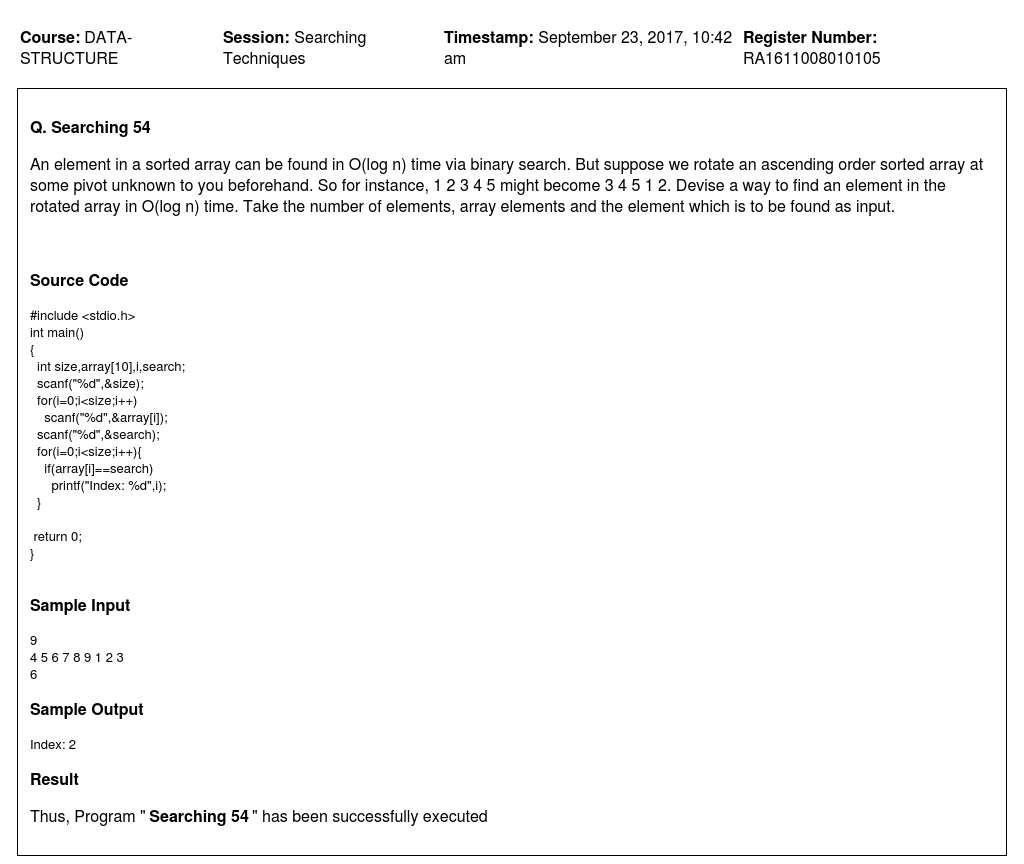 Course: DATA-STRUCTURE
Session: Searching Techniques
Timestamp: September 23, 2017, 10:42 am
Register Number: RA1611008010105
Q. Searching 54
An element in a sorted array can be found in O(log n) time via binary search. But suppose we rotate an ascending order sorted array at
some pivot unknown to you beforehand. So for instance, 1 2 3 4 5 might become 3 4 5 1 2. Devise a way to find an element in the
rotated array in O(log n) time. Take the number of elements, array elements and the element which is to be found as input.
Source Code
#include <stdio.h>
int main()
{
  int size,array[10],i,search;
  scanf("%d",&size);
  for(i=0;i<size;i++)
    scanf("%d",&array[i]);
  scanf("%d",&search);
  for(i=0;i<size;i++){
    if(array[i]==search)
      printf("Index: %d",i);
  }
 return 0;
}
Sample Input
9
4 5 6 7 8 9 1 2 3
6
Sample Output
Index: 2
Result
Thus, Program " Searching 54 " has been successfully executed